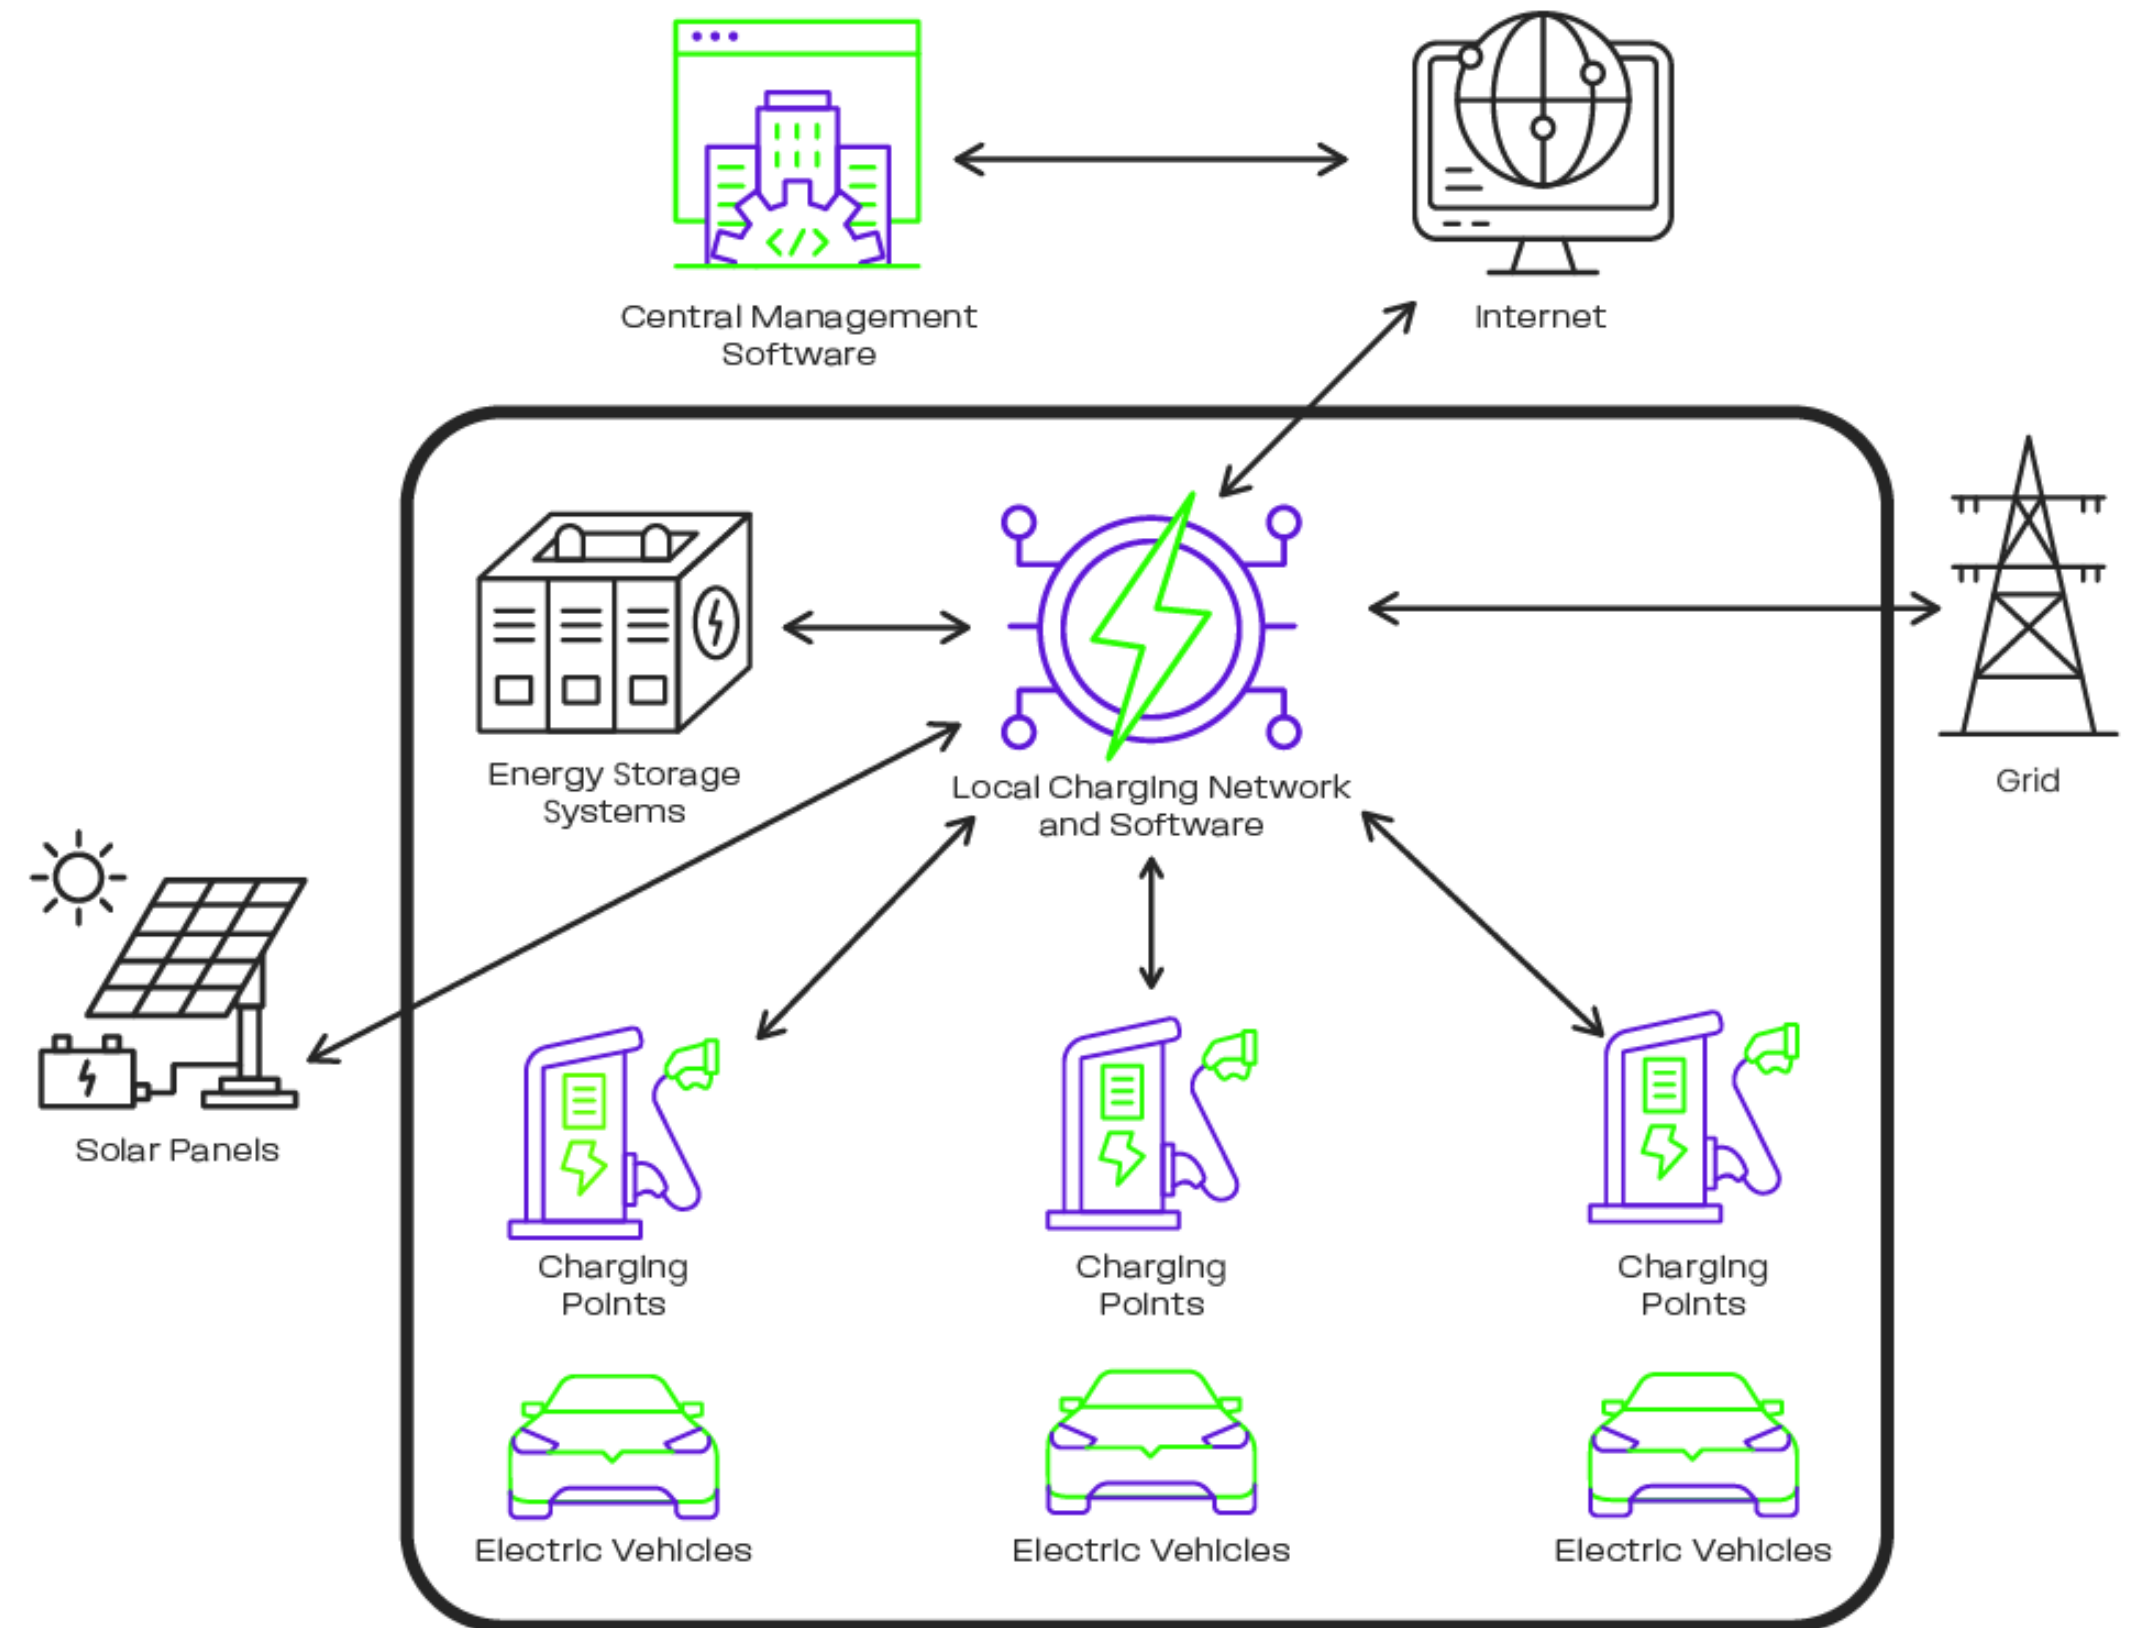 Central Management
Software
Internet
Energy Storage
Systems
Local Charging Network
and Software
Grid
Solar Panels
Charging
Points
Charging
Points
Charging
Points
Electric Vehicles
Electric Vehicles
Electric Vehicles